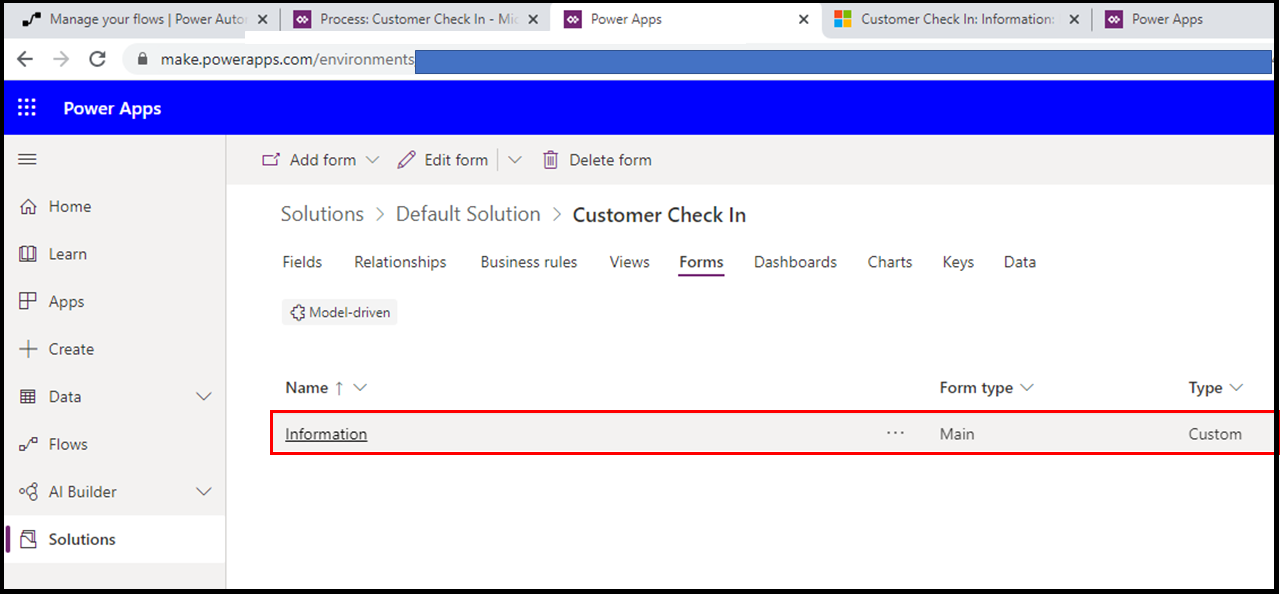 Manage your flows | Power Autor
Process: Customer Check In - Mic
Power Apps
Customer Check In: Information:
Power Apps
make.powerapps.com/environments
Power Apps
Add form
Edit form
Delete form
Home
Learn
Apps
Create
Data
Flows
AI Builder
Solutions
Solutions > Default Solution > Customer Check In
Fields Relationships Business rules Views Forms Dashboards Charts Keys Data
Model-driven
Name ↑ Form type Type
Information ··· Main Custom